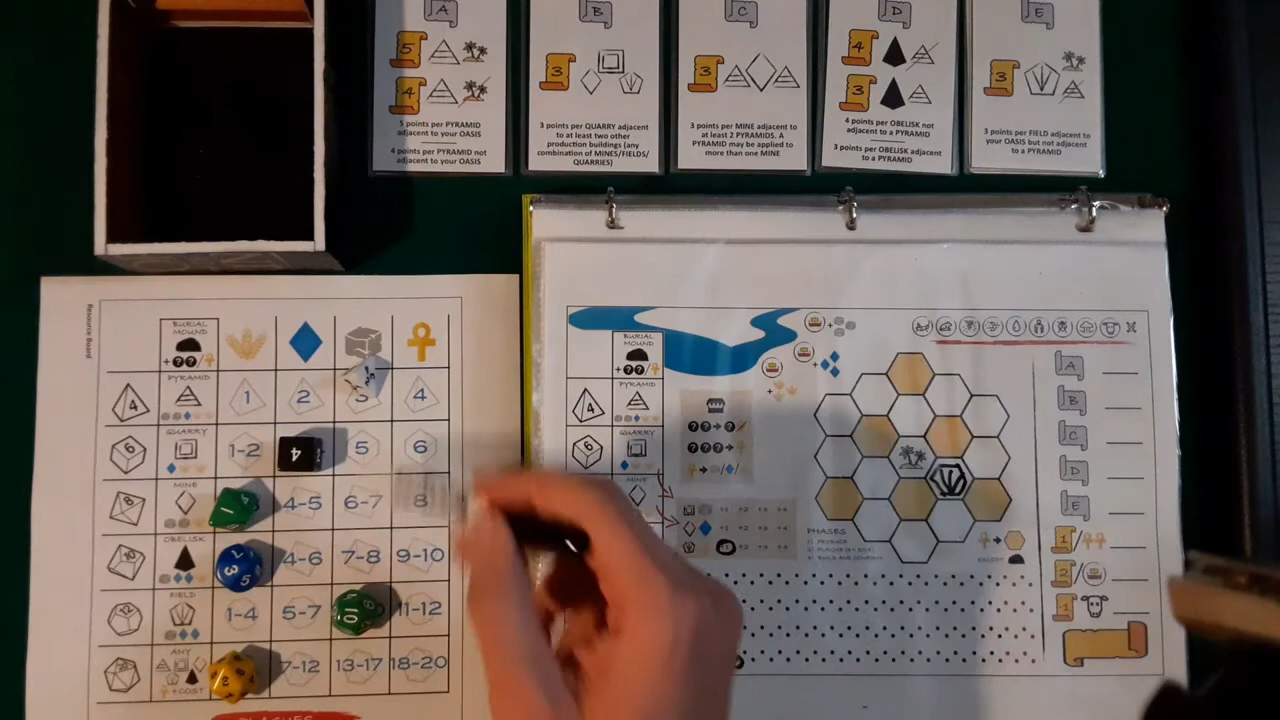 A
5
4
5 points per PYRAMID
adjacent to your OASIS
4 points per PYRAMID not
adjacent to your OASIS
B
3
3 points per QUARRY adjacent
to at least two other
production buildings (any
combination of MINES/FIELDS/
QUARRIES)
C
3
3 points per MINE adjacent to
at least 2 PYRAMIDS. A
PYRAMID may be applied to
more than one MINE
D
4
3
4 points per OBELISK not
adjacent to a PYRAMID
3 points per OBELISK adjacent
to a PYRAMID
E
3
3 points per FIELD adjacent to
your OASIS but not adjacent
to a PYRAMID
Resource Board
BURIAL
MOUND
+??/
4
PYRAMID
1
2
3
4
6
QUARRY
1-2
4
5
6
8
MINE
1
4-5
6-7
8
10
OBELISK
7
3
5
4-6
7-8
9-10
12
FIELD
1-4
5-7
10
11-12
20
ANY
+COST
2
7-12
13-17
18-20
BURIAL
MOUND
+??/
4
PYRAMID
6
QUARRY
MINE
PHASES
1) PRODUCE
A
B
C
D
E
1/
2/
1/